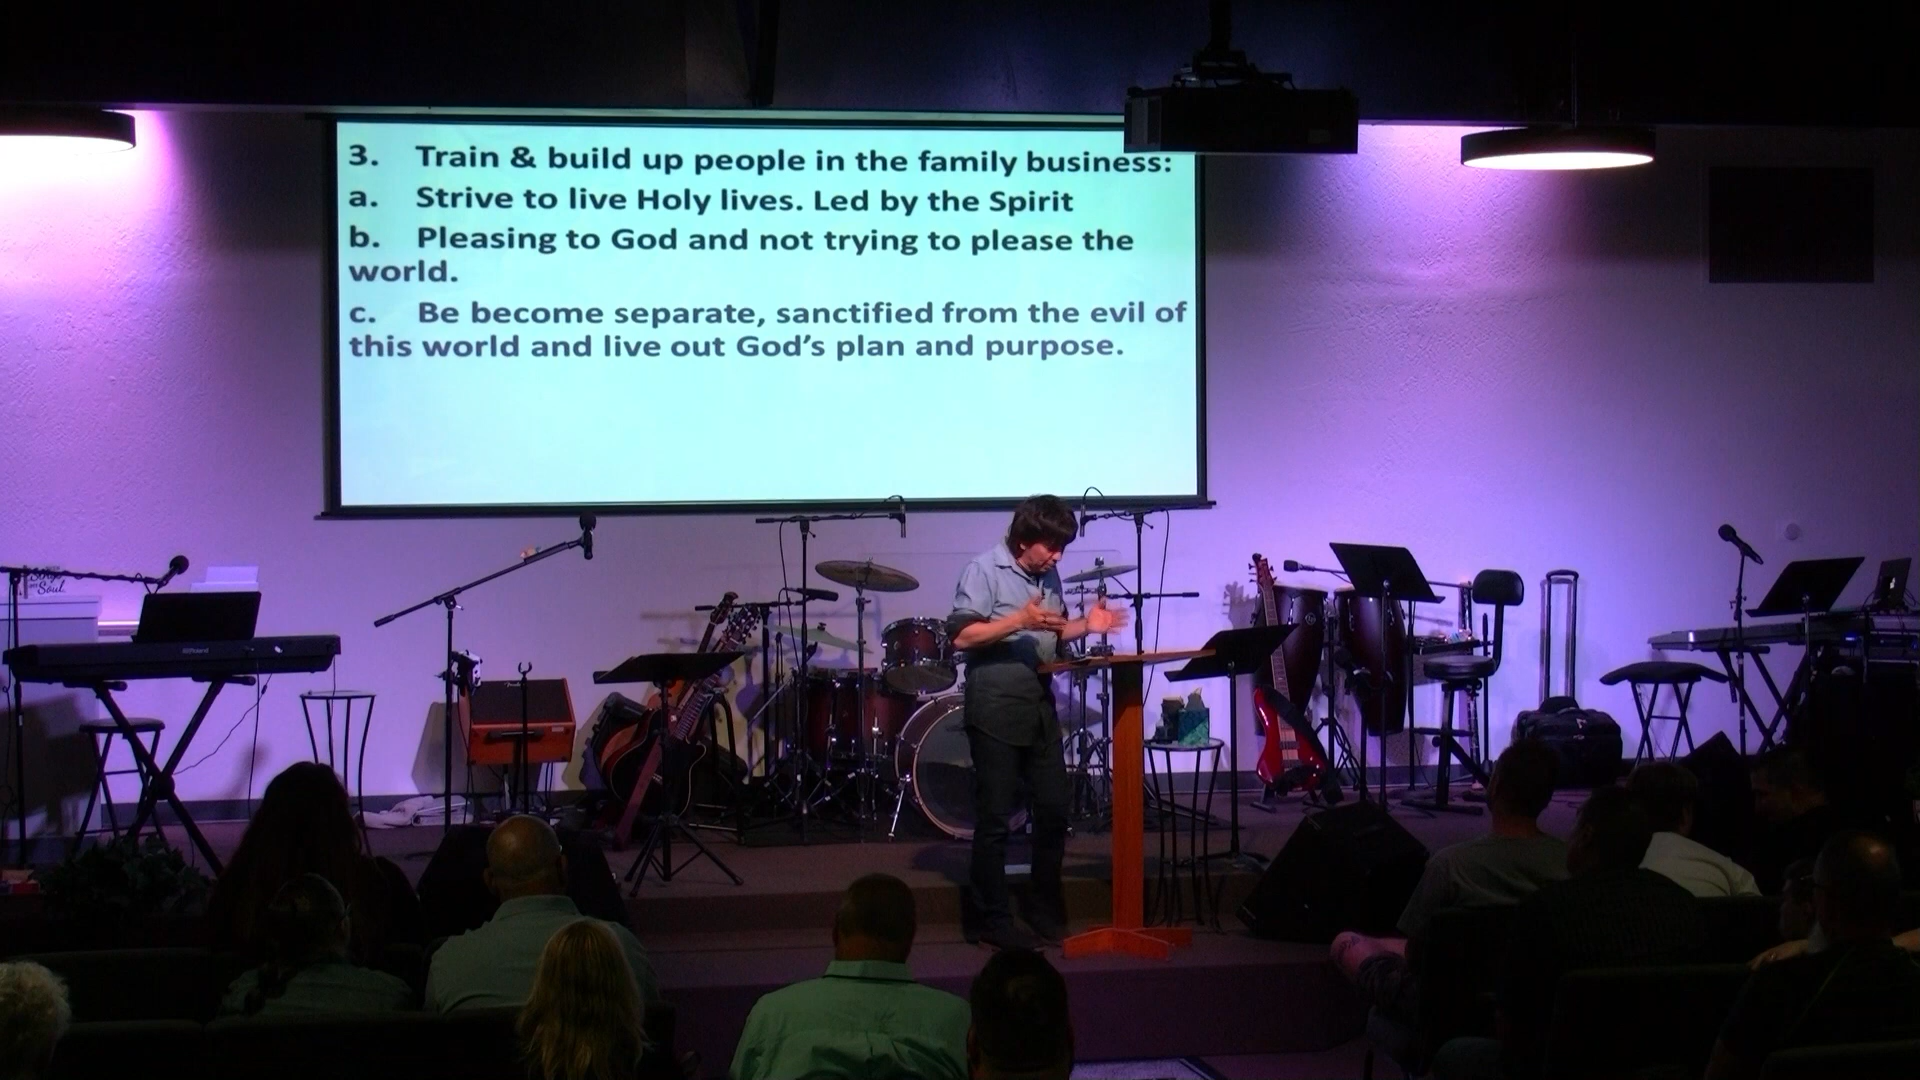 3. Train & build up people in the family business:
a. Strive to live Holy lives. Led by the Spirit
b. Pleasing to God and not trying to please the
world.
c. Be become separate, sanctified from the evil of
this world and live out God's plan and purpose.
Soul
Roland